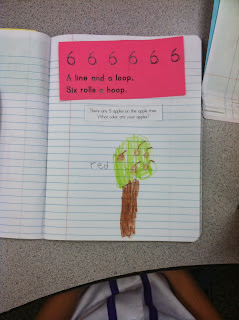 6 6 6 6 6 6
A line and a loop,
Six rolls a hoop.
There are 6 apples on the apple tree.
What color are your apples?
red